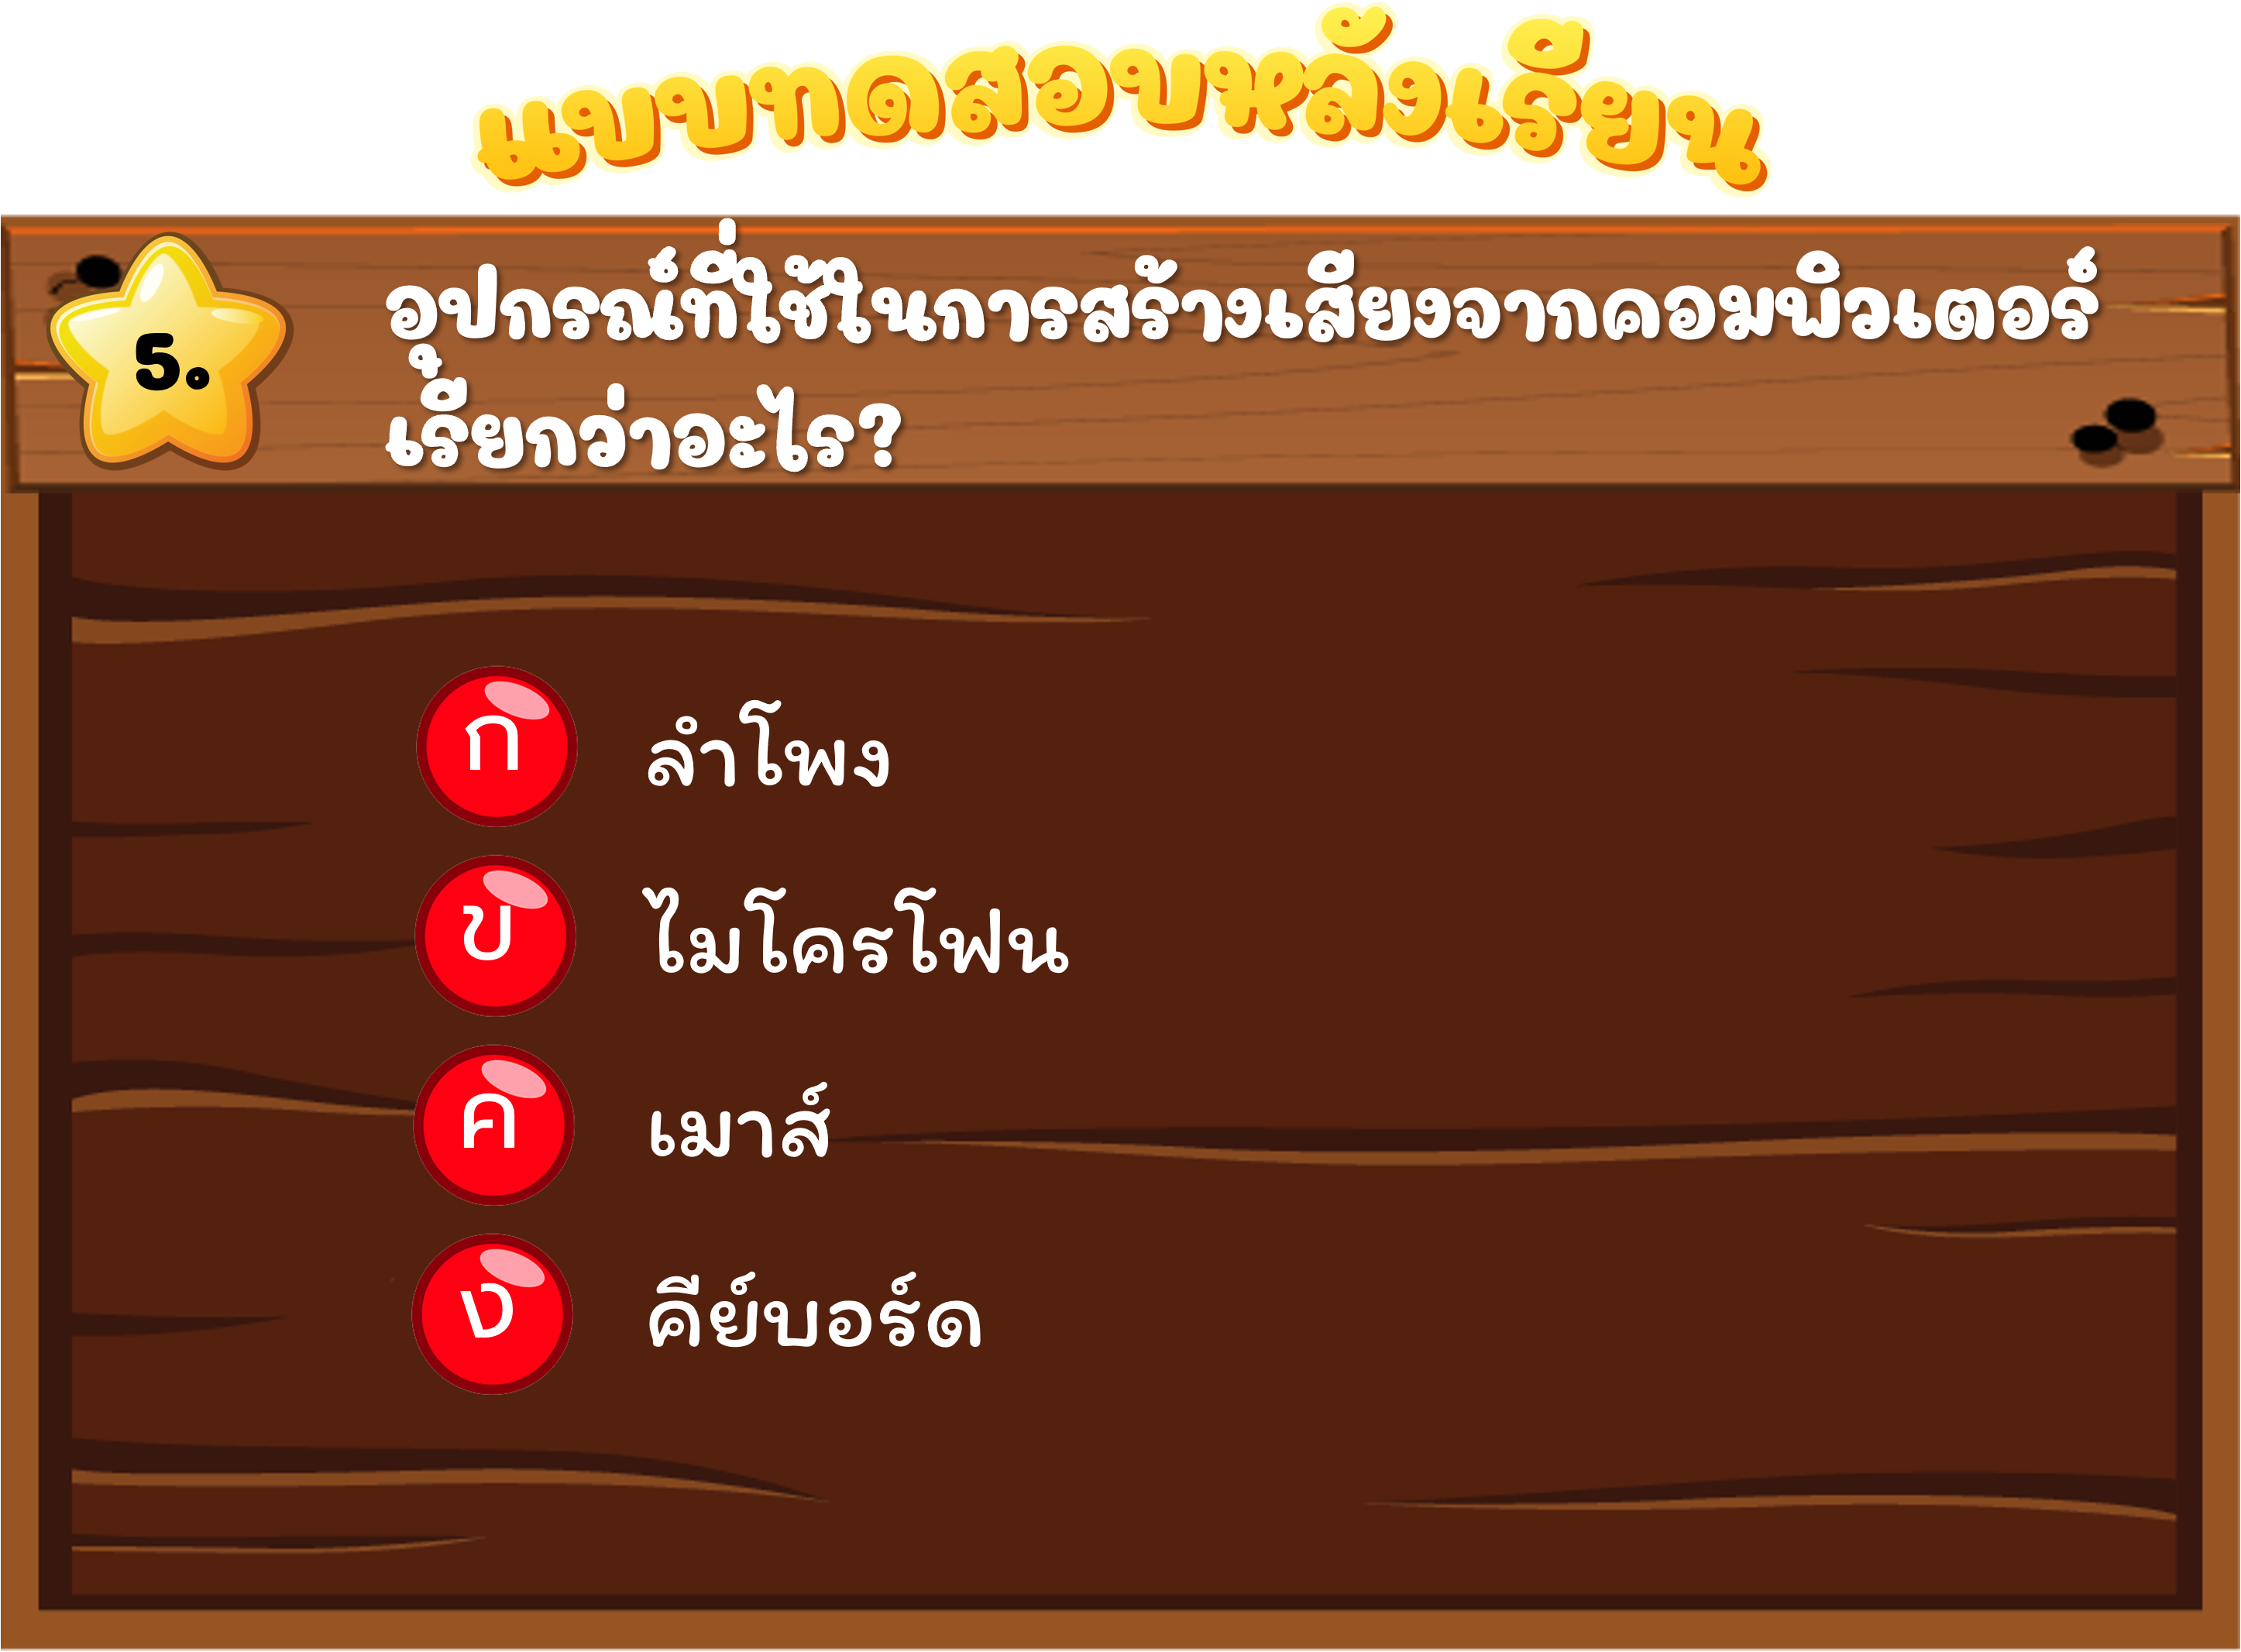 แบบทดสอบหลังเรียน
5.
อุปกรณ์ที่ใช้ในการสร้างเสียงจากคอมพิวเตอร์
เรียกว่าอะไร?
ก ลำโพง
ข ไมโครโฟน
ค เมาส์
ง คีย์บอร์ด